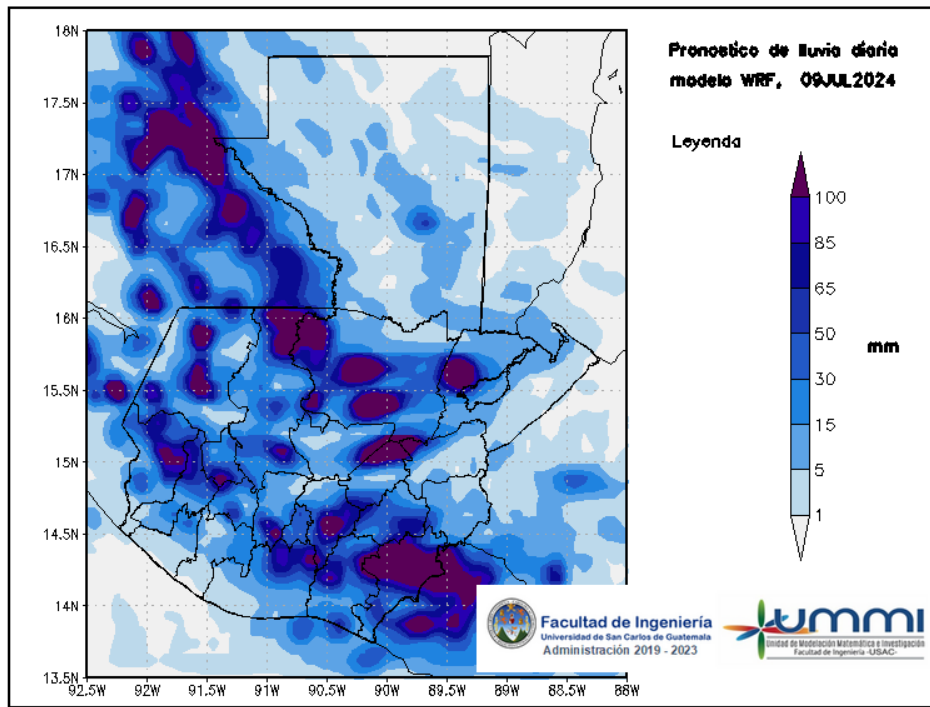 Pronostico de lluvia diaria
modelo WRF, 09JUL2024
Leyenda
100
85
65
50
30
15
5
1
mm
18N
17.5N
17N
16.5N
16N
15.5N
15N
14.5N
14N
13.5N
92.5W 92W 91.5W 91W 90.5W 90W 89.5W 89W 88.5W 88W
Facultad de Ingeniería
Universidad de San Carlos de Guatemala
Administración 2019 - 2023
UMMI
Unidad de Modelación Matemática e Investigación
Facultad de Ingeniería -USAC-